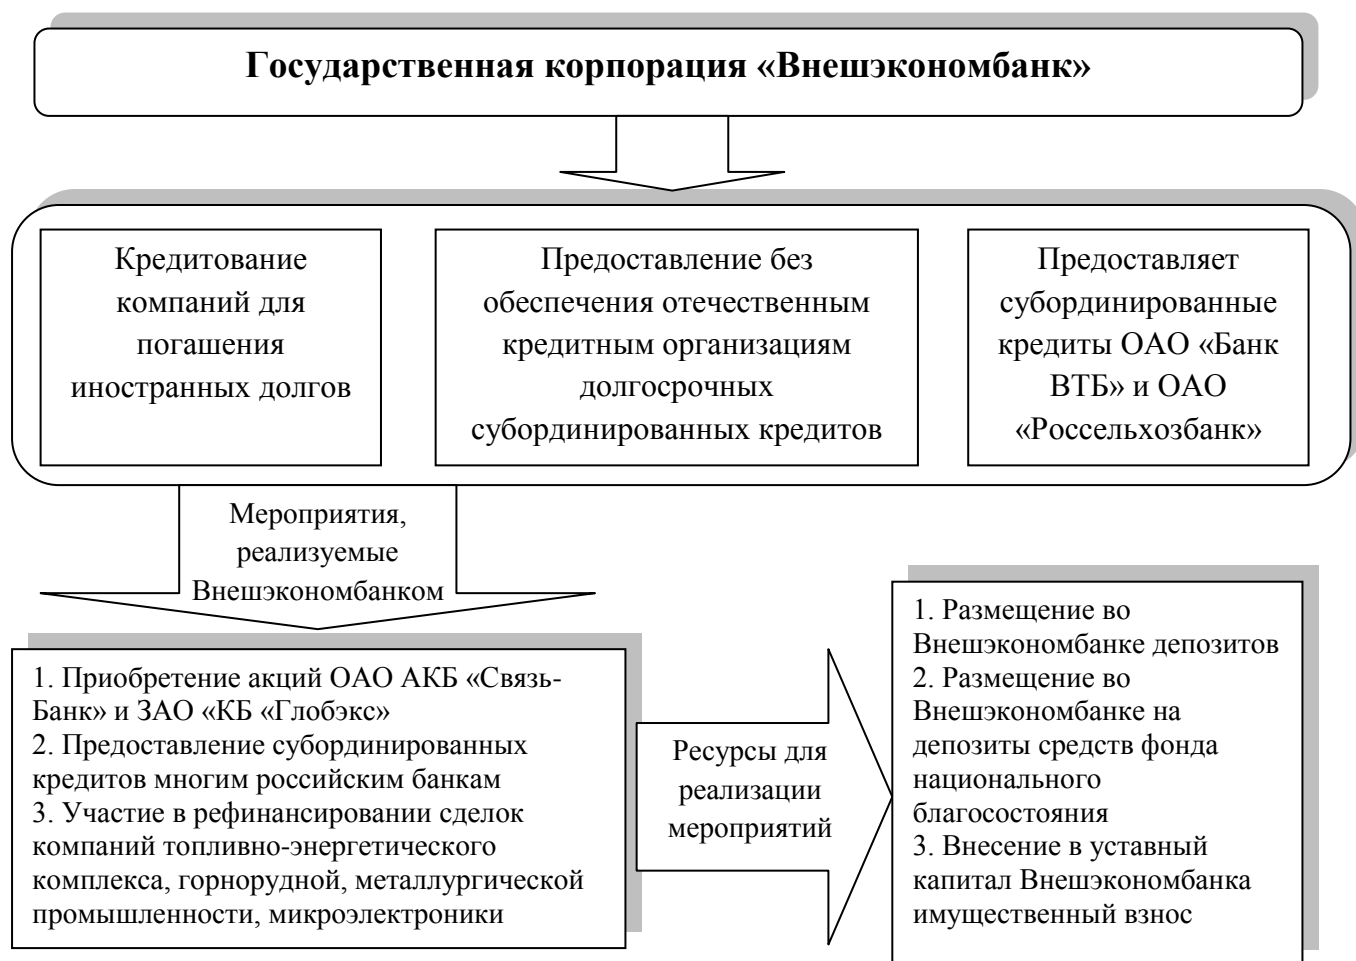 Государственная корпорация «Внешэкономбанк»
Кредитование
компаний для
погашения
иностранных долгов
Предоставление без
обеспечения отечественным
кредитным организациям
долгосрочных
субординированных кредитов
Предоставляет
субординированные
кредиты ОАО «Банк
ВТБ» и ОАО
«Россельхозбанк»
Мероприятия,
реализуемые
Внешэкономбанком
1. Приобретение акций ОАО АКБ «Связь-
Банк» и ЗАО «КБ «Глобэкс»
2. Предоставление субординированных
кредитов многим российским банкам
3. Участие в рефинансировании сделок
компаний топливно-энергетического
комплекса, горнорудной, металлургической
промышленности, микроэлектроники
Ресурсы для
реализации
мероприятий
1. Размещение во
Внешэкономбанке депозитов
2. Размещение во
Внешэкономбанке на
депозиты средств фонда
национального
благосостояния
3. Внесение в уставный
капитал Внешэкономбанка
имущественный взнос